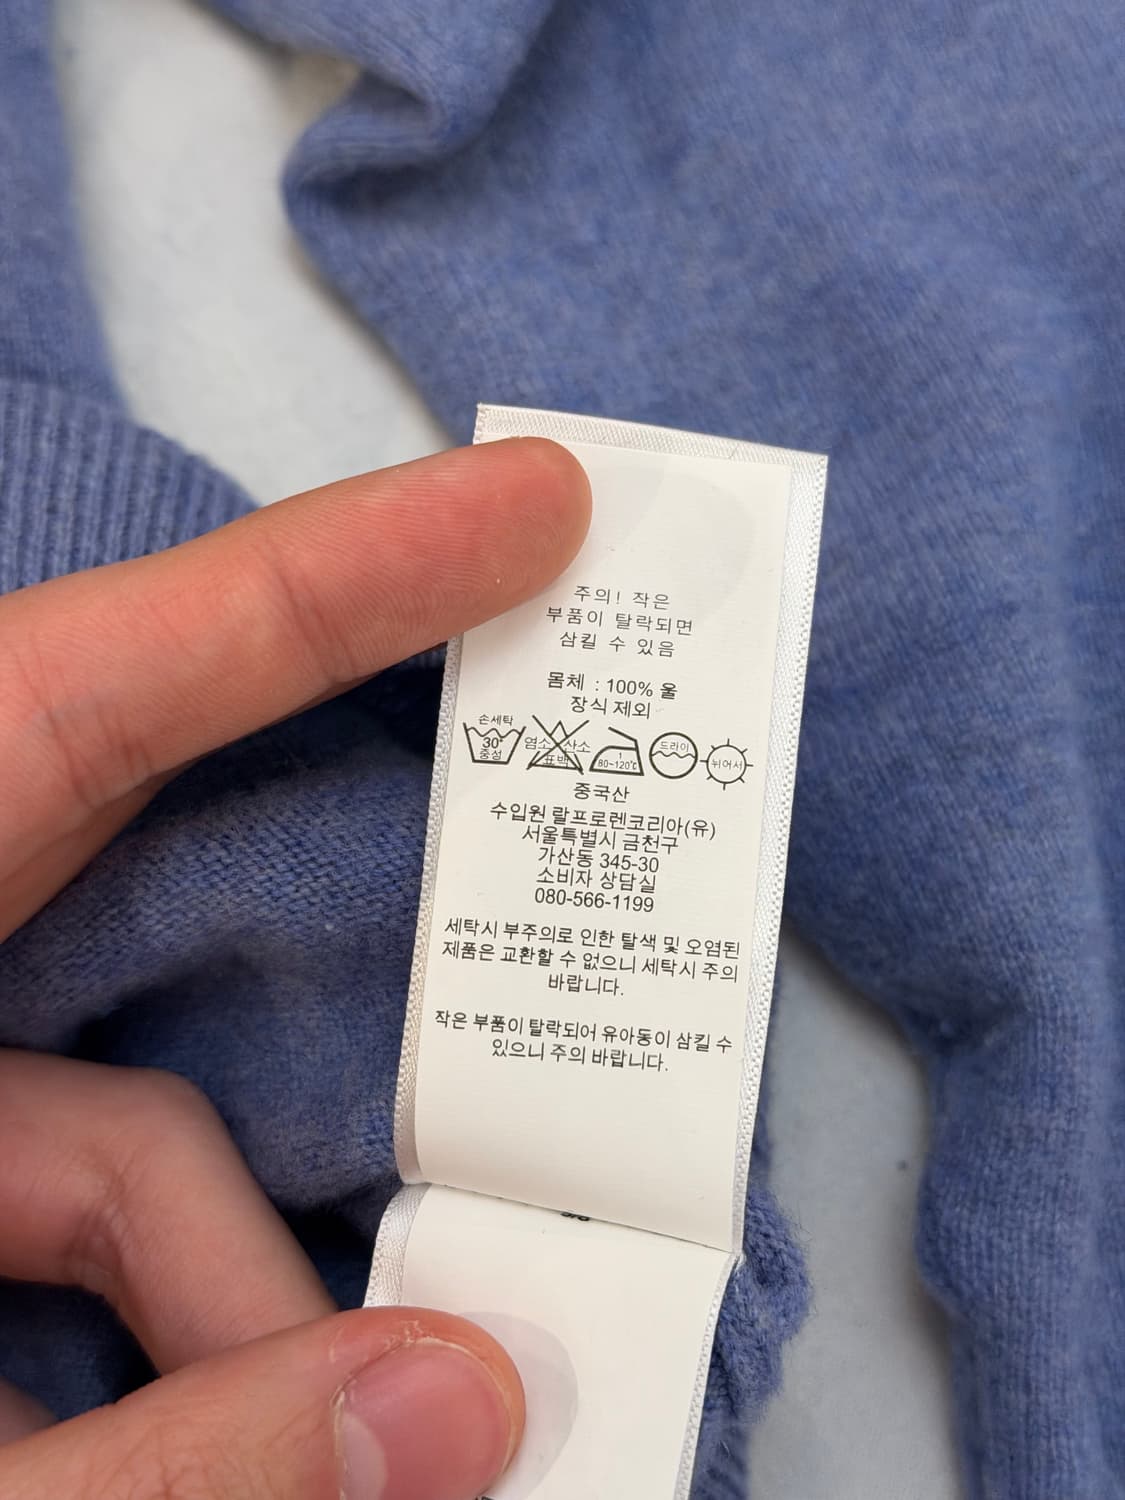 주의! 작은
부품이 탈락되면
삼킬 수 있음
몸체 : 100% 울
장식 제외
손세탁
30°
중성
염소 산소
표백
1
80~120℃
드라이
뉘어서
중국산
수입원 랄프로렌코리아(유)
서울특별시 금천구
가산동 345-30
소비자 상담실
080-566-1199
세탁시 부주의로 인한 탈색 및 오염된
제품은 교환할 수 없으니 세탁시 주의
바랍니다.
작은 부품이 탈락되어 유아동이 삼킬 수
있으니 주의 바랍니다.